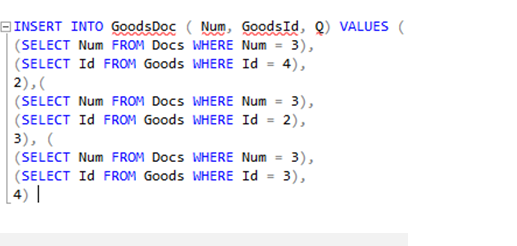 INSERT INTO GoodsDoc ( Num, GoodsId, Q) VALUES (
(SELECT Num FROM Docs WHERE Num = 3),
(SELECT Id FROM Goods WHERE Id = 4),
2),(
(SELECT Num FROM Docs WHERE Num = 3),
(SELECT Id FROM Goods WHERE Id = 2),
3), (
(SELECT Num FROM Docs WHERE Num = 3),
(SELECT Id FROM Goods WHERE Id = 3),
4)